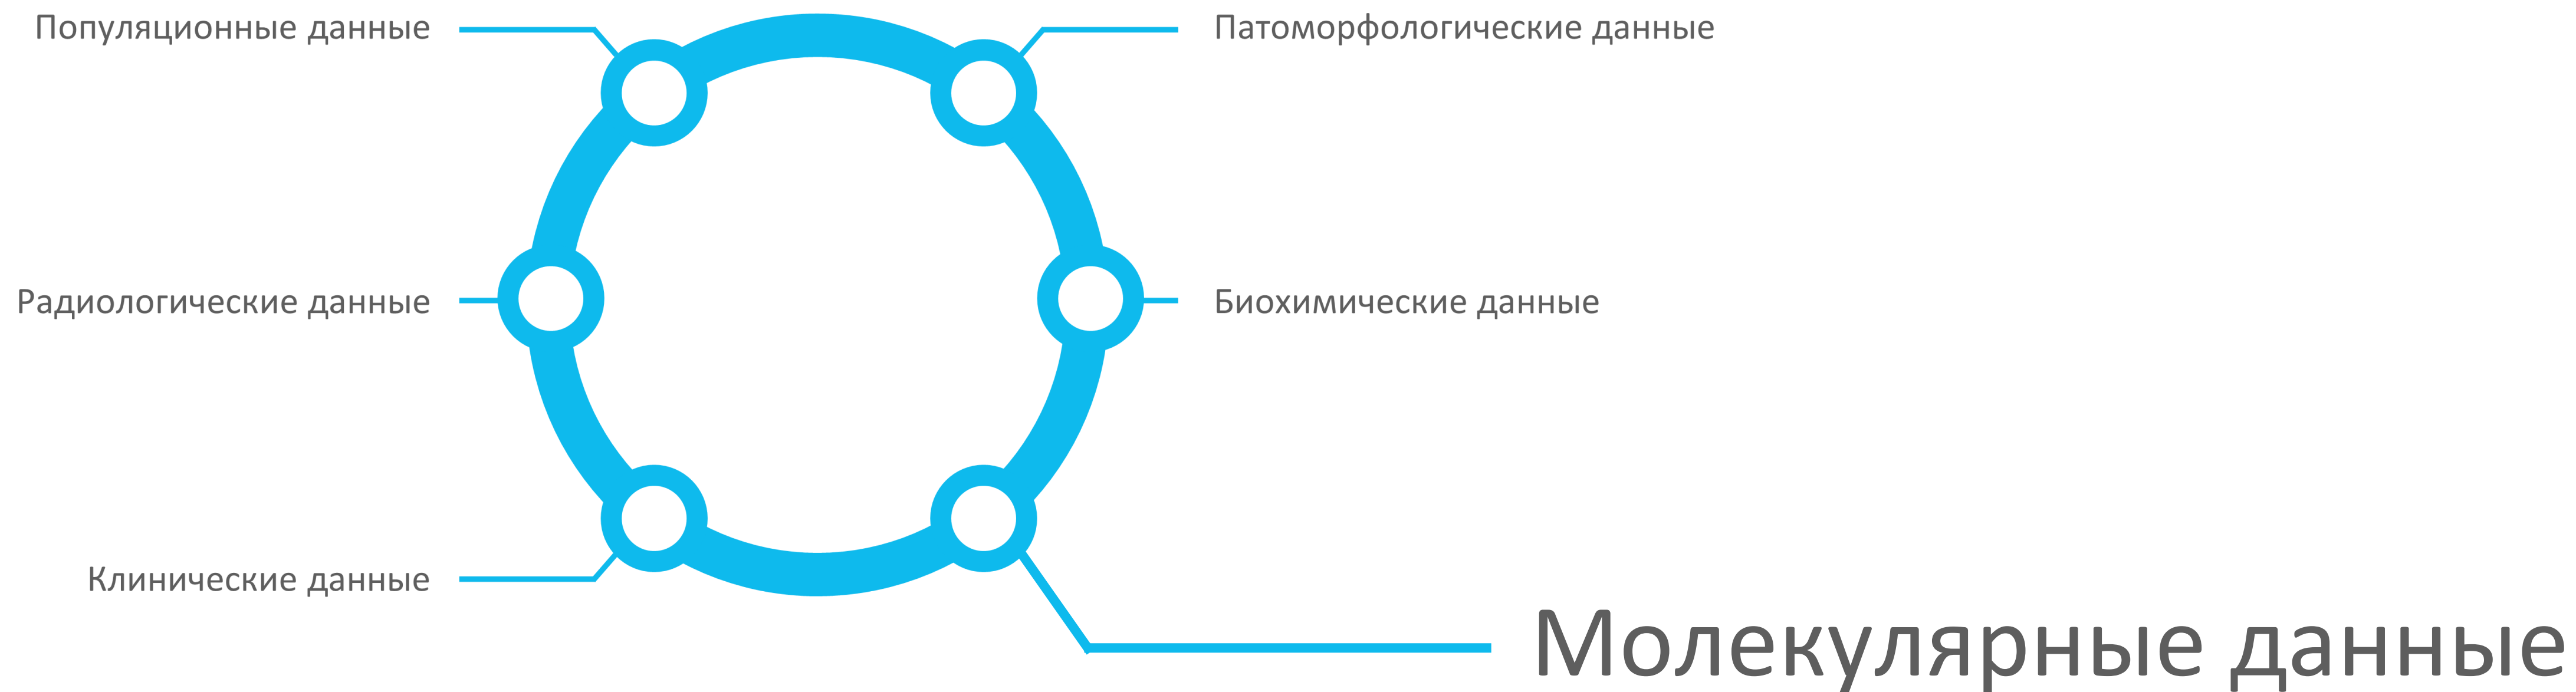 Популяционные данные
Патоморфологические данные
Радиологические данные
Биохимические данные
Клинические данные
Молекулярные данные